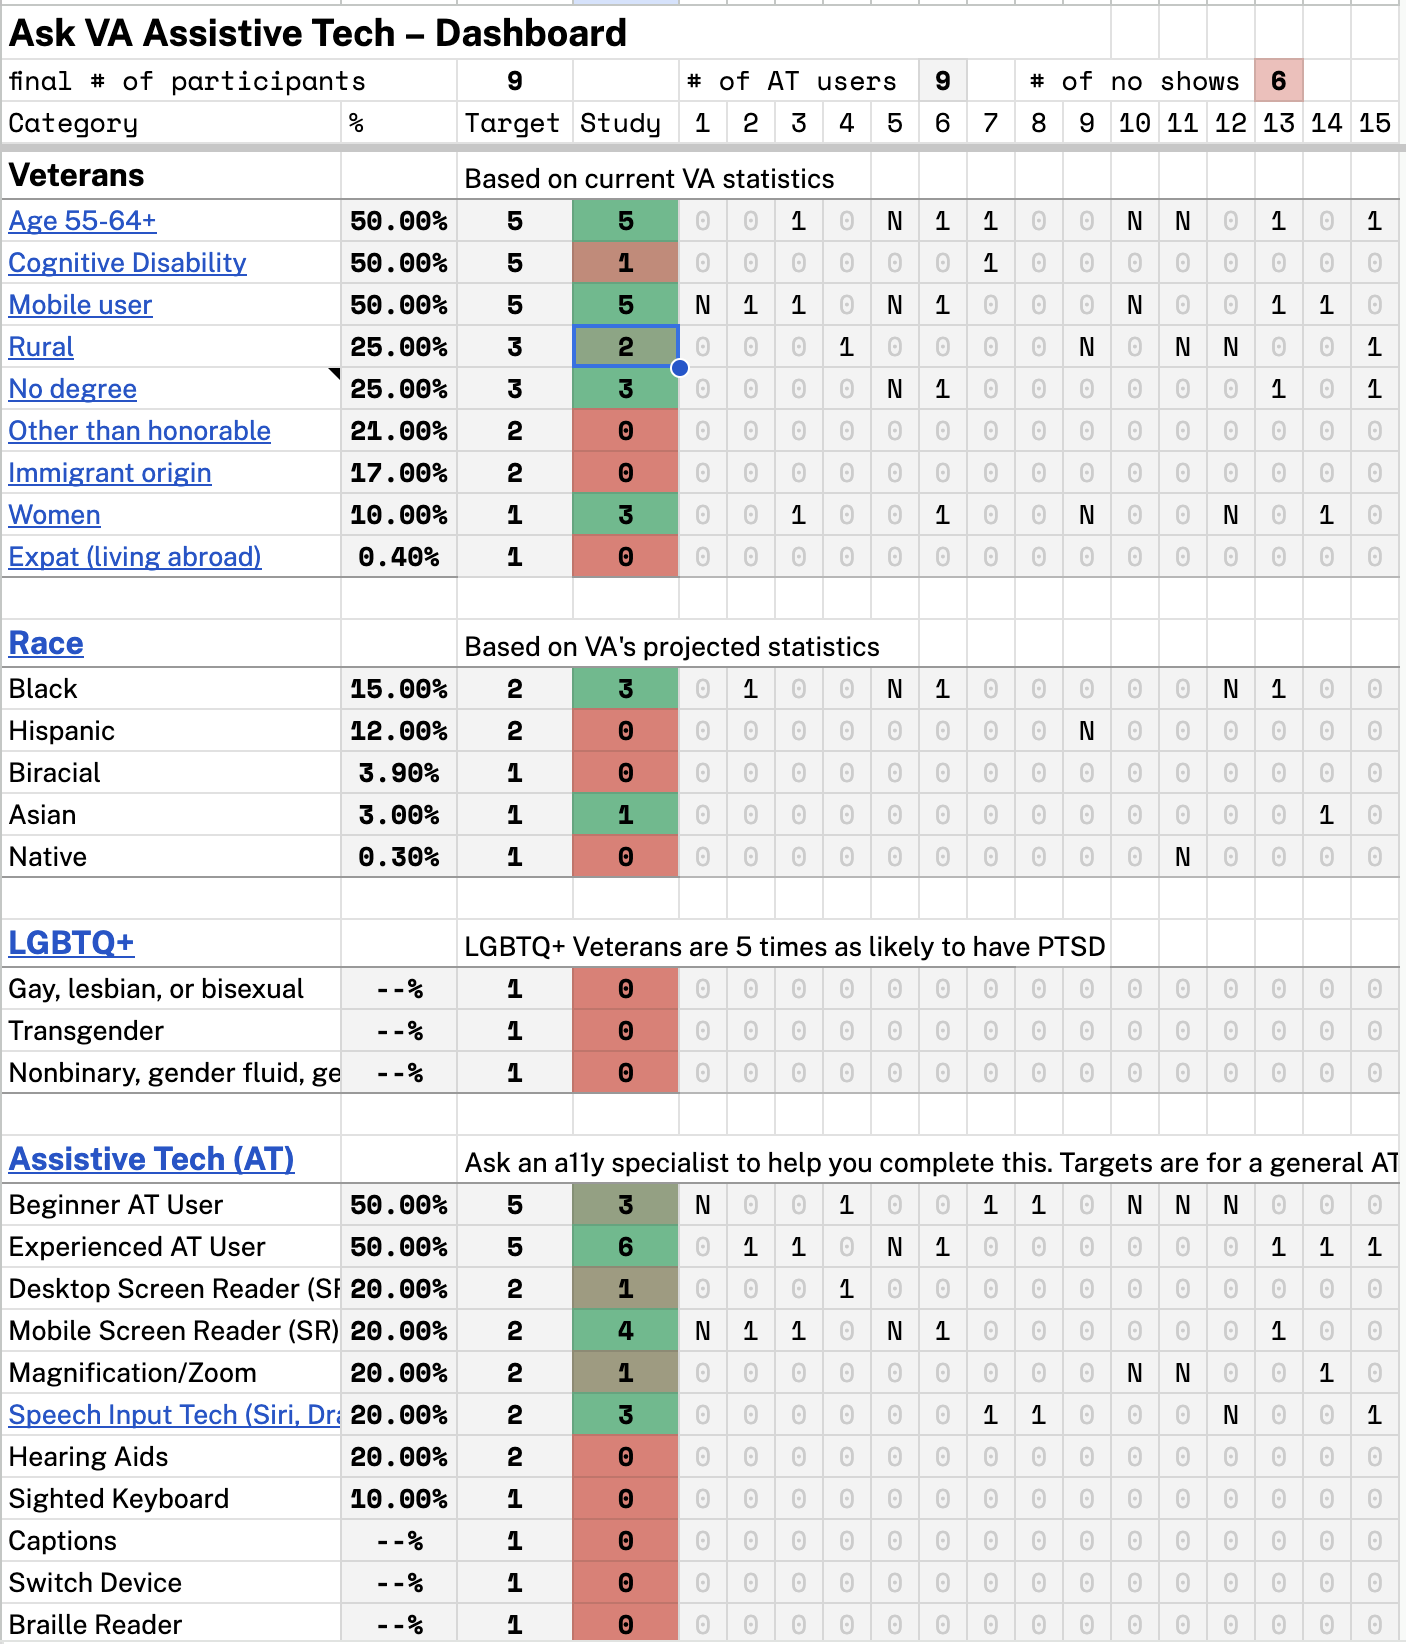 Ask VA Assistive Tech – Dashboard
final # of participants 9 # of AT users 9 # of no shows 6
Category % Target Study 1 2 3 4 5 6 7 8 9 10 11 12 13 14 15
Veterans Based on current VA statistics
Age 55-64+ 50.00% 5 5 0 0 1 0 N 1 1 0 0 N N 0 1 0 1
Cognitive Disability 50.00% 5 1 0 0 0 0 0 0 1 0 0 0 0 0 0 0 0
Mobile user 50.00% 5 5 N 1 1 0 N 1 0 0 0 N 0 0 1 1 0
Rural 25.00% 3 2 0 0 0 1 0 0 0 0 N 0 N N 0 0 1
No degree 25.00% 3 3 0 0 0 0 N 1 0 0 0 0 0 0 1 0 1
Other than honorable 21.00% 2 0 0 0 0 0 0 0 0 0 0 0 0 0 0 0 0
Immigrant origin 17.00% 2 0 0 0 0 0 0 0 0 0 0 0 0 0 0 0 0
Women 10.00% 1 3 0 0 1 0 0 1 0 0 N 0 0 N 0 1 0
Expat (living abroad) 0.40% 1 0 0 0 0 0 0 0 0 0 0 0 0 0 0 0 0
Race Based on VA's projected statistics
Black 15.00% 2 3 0 1 0 0 N 1 0 0 0 0 0 N 1 0 0
Hispanic 12.00% 2 0 0 0 0 0 0 0 0 0 N 0 0 0 0 0 0
Biracial 3.90% 1 0 0 0 0 0 0 0 0 0 0 0 0 0 0 0 0
Asian 3.00% 1 1 0 0 0 0 0 0 0 0 0 0 0 0 0 1 0
Native 0.30% 1 0 0 0 0 0 0 0 0 0 0 0 N 0 0 0 0
LGBTQ+ LGBTQ+ Veterans are 5 times as likely to have PTSD
Gay, lesbian, or bisexual --% 1 0 0 0 0 0 0 0 0 0 0 0 0 0 0 0 0
Transgender --% 1 0 0 0 0 0 0 0 0 0 0 0 0 0 0 0 0
Nonbinary, gender fluid, ge --% 1 0 0 0 0 0 0 0 0 0 0 0 0 0 0 0 0
Assistive Tech (AT) Ask an a11y specialist to help you complete this. Targets are for a general AT
Beginner AT User 50.00% 5 3 N 0 0 1 0 0 1 1 0 N N N 0 0 0
Experienced AT User 50.00% 5 6 0 1 1 0 N 1 0 0 0 0 0 0 1 1 1
Desktop Screen Reader (SR 20.00% 2 1 0 0 0 1 0 0 0 0 0 0 0 0 0 0 0
Mobile Screen Reader (SR) 20.00% 2 4 N 1 1 0 N 1 0 0 0 0 0 0 1 0 0
Magnification/Zoom 20.00% 2 1 0 0 0 0 0 0 0 0 0 N N 0 0 1 0
Speech Input Tech (Siri, Dra 20.00% 2 3 0 0 0 0 0 0 1 1 0 0 0 N 0 0 1
Hearing Aids 20.00% 2 0 0 0 0 0 0 0 0 0 0 0 0 0 0 0 0
Sighted Keyboard 10.00% 1 0 0 0 0 0 0 0 0 0 0 0 0 0 0 0 0
Captions --% 1 0 0 0 0 0 0 0 0 0 0 0 0 0 0 0 0
Switch Device --% 1 0 0 0 0 0 0 0 0 0 0 0 0 0 0 0 0
Braille Reader --% 1 0 0 0 0 0 0 0 0 0 0 0 0 0 0 0 0